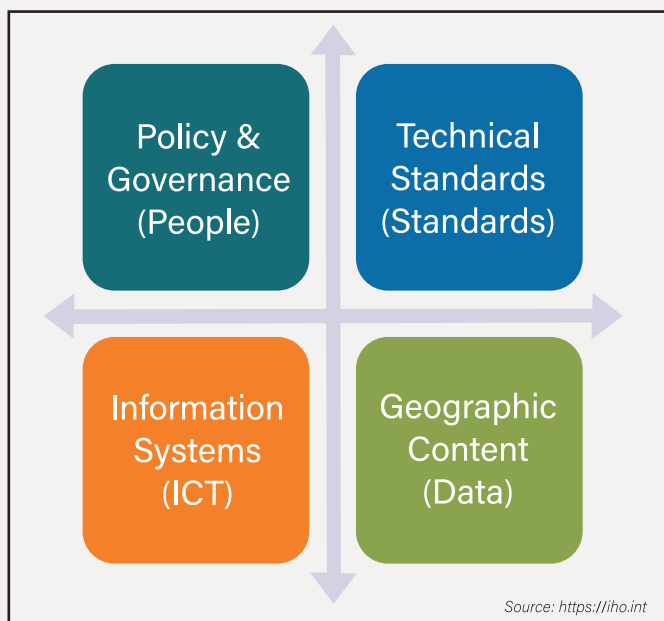 Policy &
Governance
(People)
Technical
Standards
(Standards)
Information
Systems
(ICT)
Geographic
Content
(Data)
Source: https://iho.int